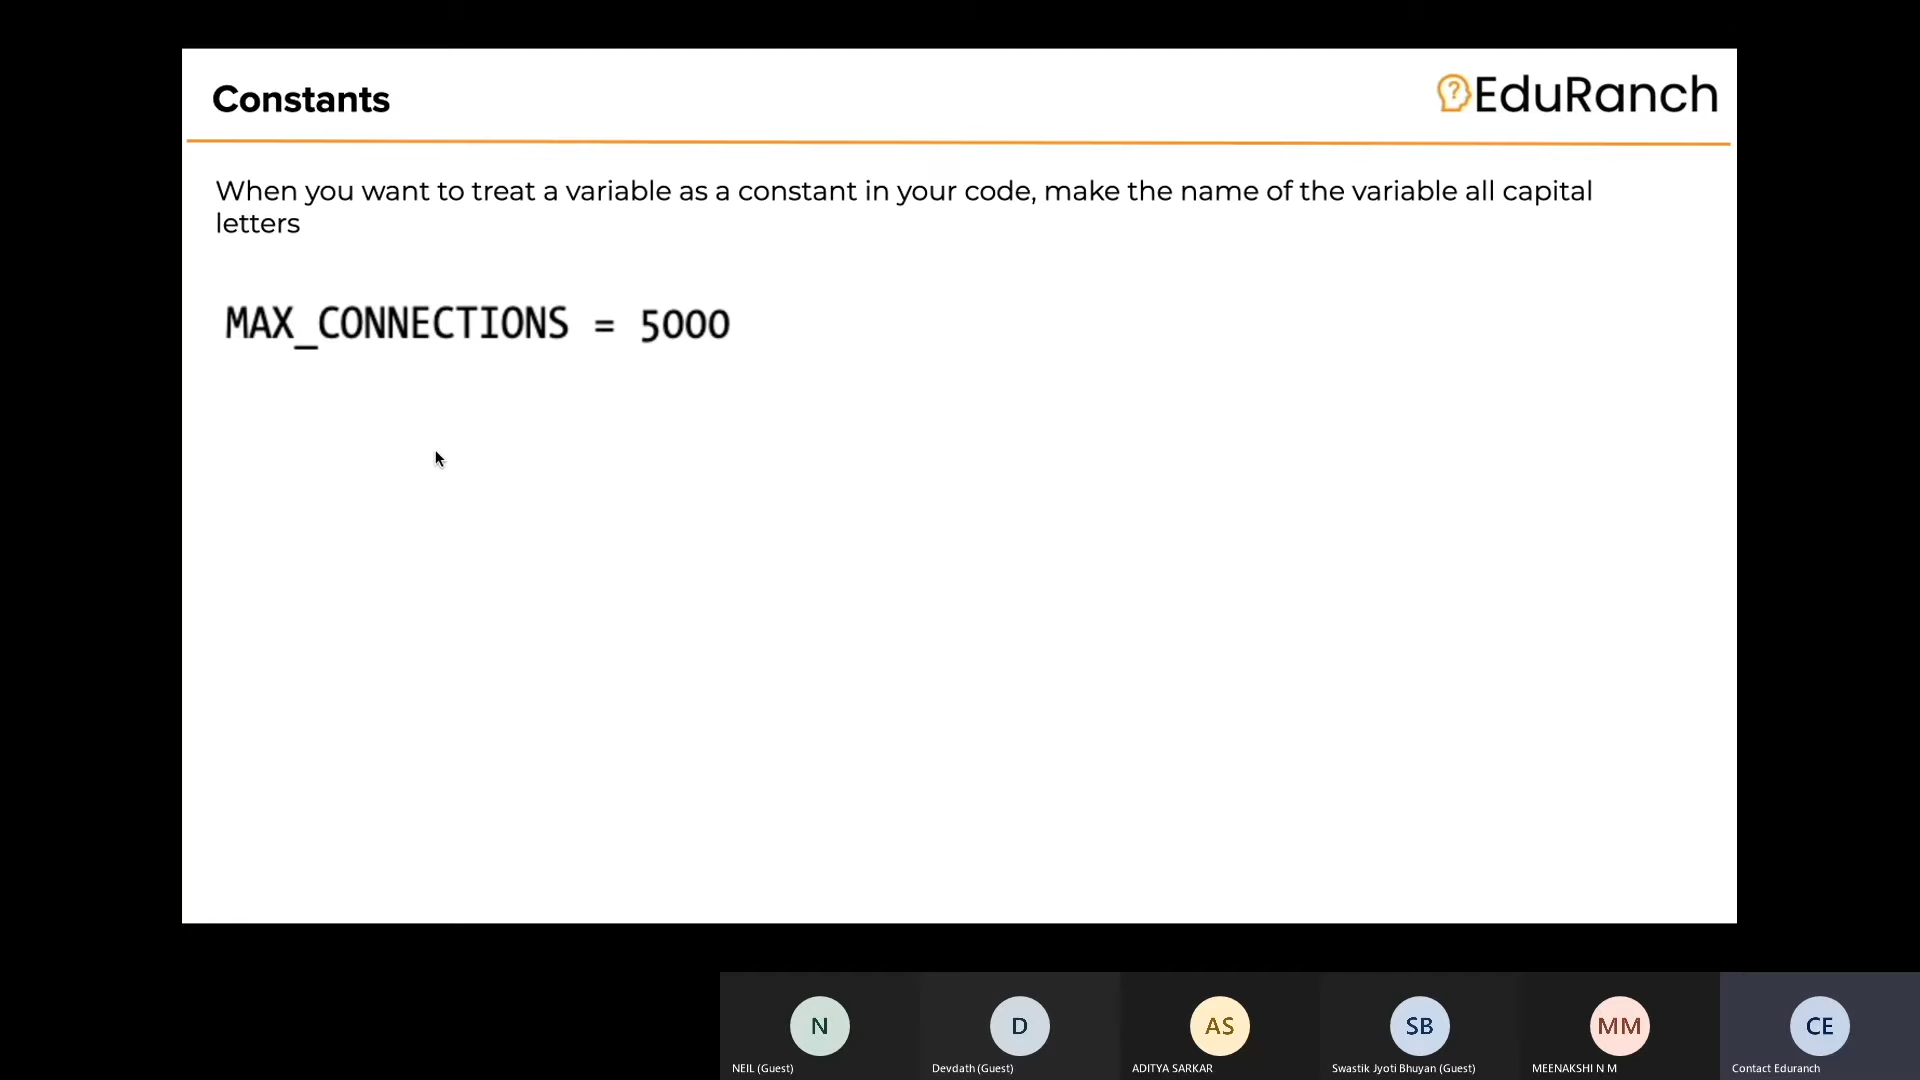 Constants
EduRanch
When you want to treat a variable as a constant in your code, make the name of the variable all capital
letters
MAX_CONNECTIONS = 5000
N
D
AS
SB
MM
CE
NEIL (Guest)
Devdath (Guest)
ADITYA SARKAR
Swastik Jyoti Bhuyan (Guest)
MEENAKSHI N M
Contact Eduranch